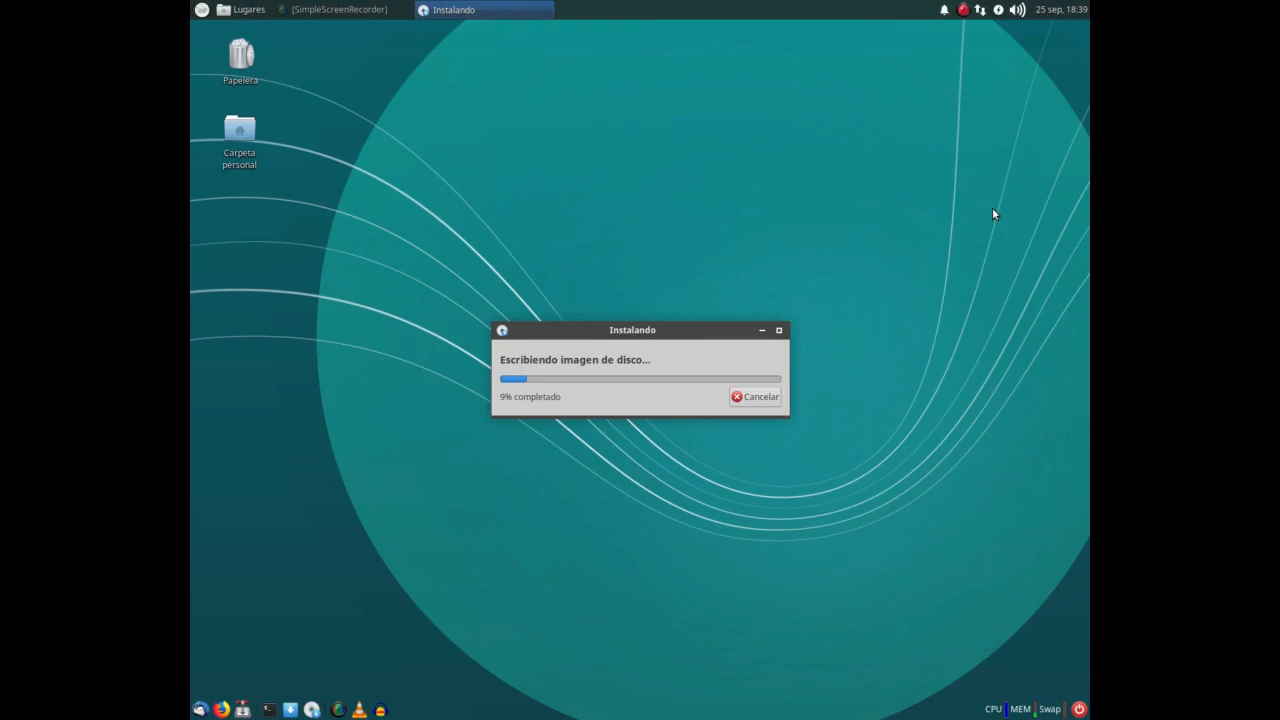 Lugares
[SimpleScreenRecorder]
Instalando
25 sep, 18:39
Papelera
Carpeta
personal
Instalando
Escribiendo imagen de disco...
9% completado
Cancelar
CPU
MEM
Swap